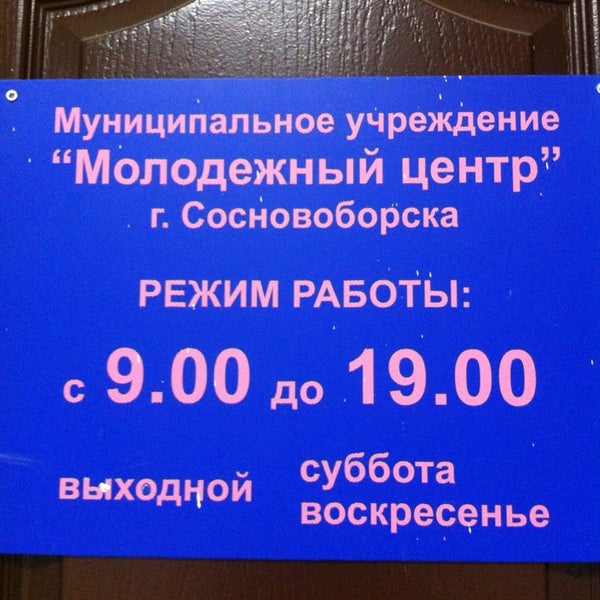 Муниципальное учреждение
“Молодежный центр”
г. Сосновоборска
РЕЖИМ РАБОТЫ:
с 9.00 до 19.00
выходной суббота
воскресенье